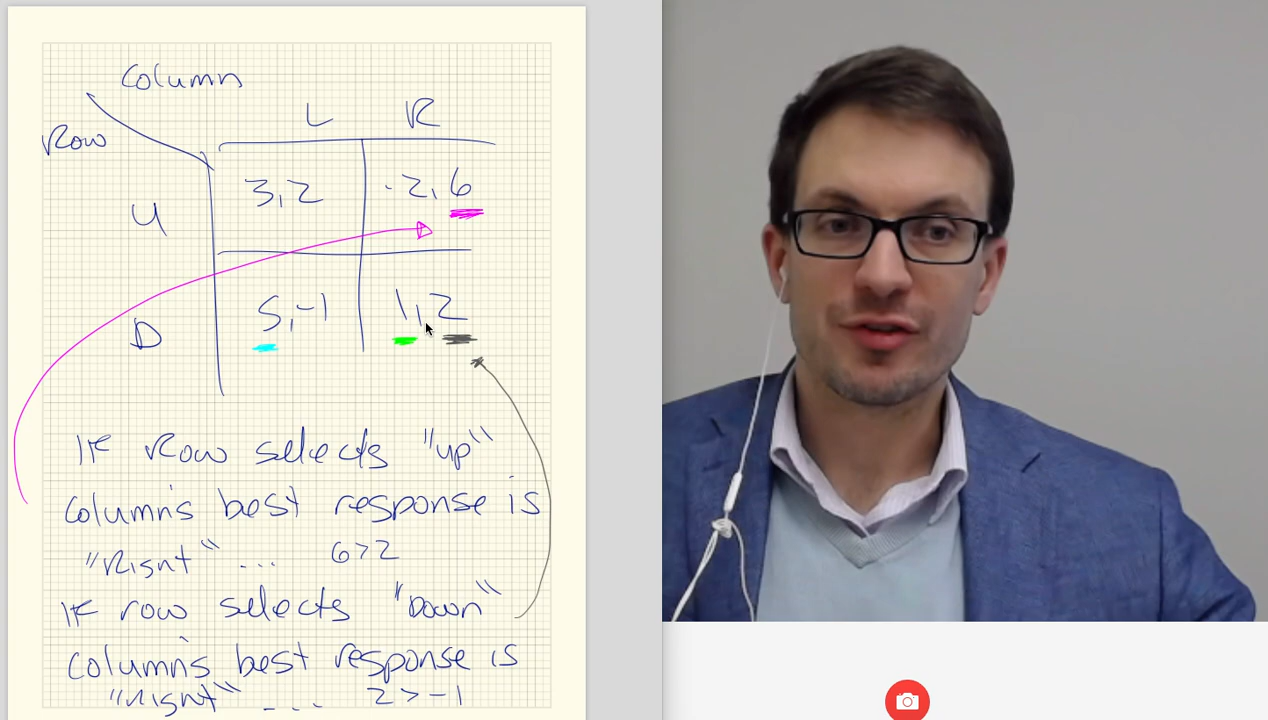 Column
Row
L R
U 3,2 -2,6
D 5,-1 1,2
If Row selects "up"
column's best response is
"Right" ... 6>2
If row selects "Down"
column's best response is
"Right" ... 2>-1